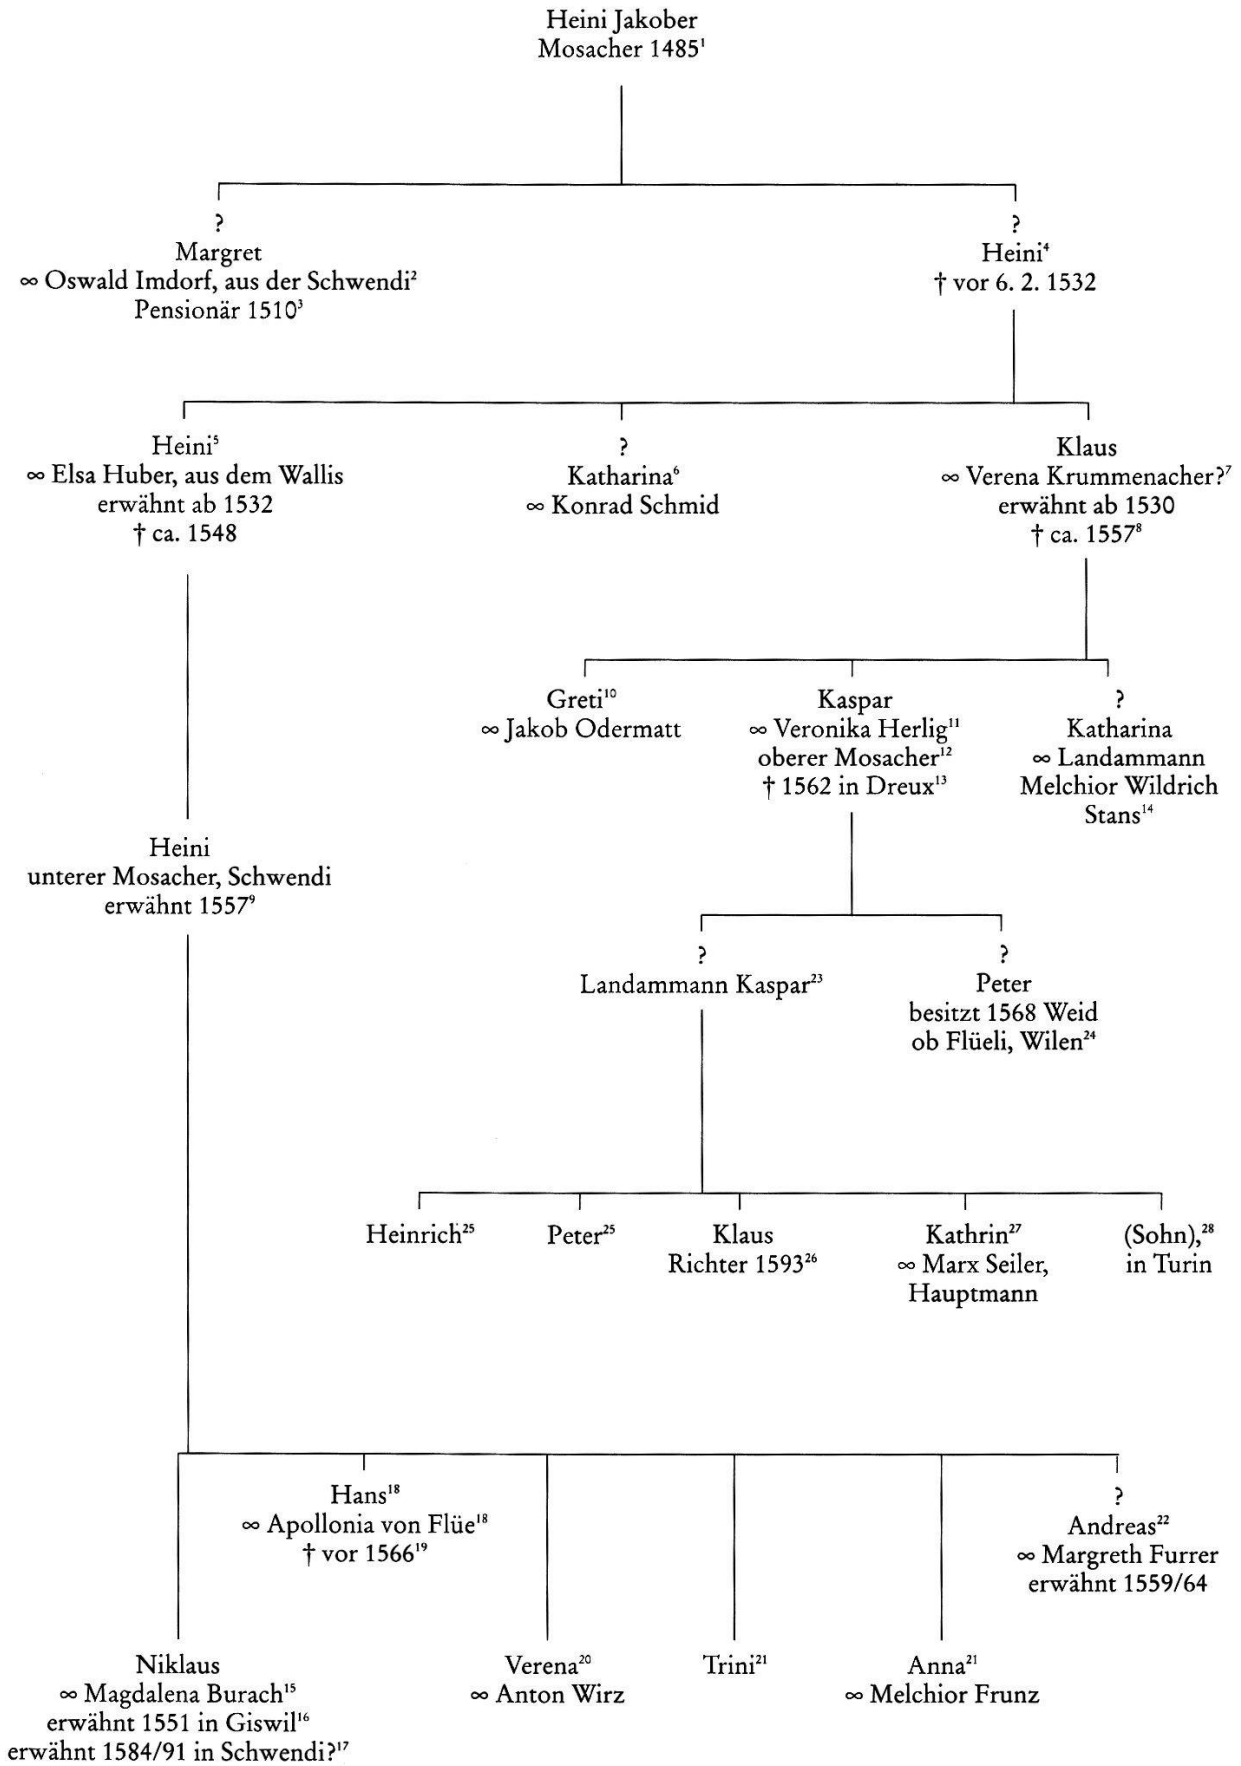 Heini Jakober
Mosacher 1485¹
?
Margret
∞ Oswald Imdorf, aus der Schwendi²
Pensionär 1510³
?
Heini⁴
† vor 6. 2. 1532
Heini⁵
∞ Elsa Huber, aus dem Wallis
erwähnt ab 1532
† ca. 1548
?
Katharina⁶
∞ Konrad Schmid
Klaus
∞ Verena Krummenacher?⁷
erwähnt ab 1530
† ca. 1557⁸
Greti¹⁰
∞ Jakob Odermatt
Kaspar
∞ Veronika Herlig¹¹
oberer Mosacher¹²
† 1562 in Dreux¹³
?
Katharina
∞ Landammann
Melchior Wildrich
Stans¹⁴
Heini
unterer Mosacher, Schwendi
erwähnt 1557⁹
?
Landammann Kaspar²³
?
Peter
besitzt 1568 Weid
ob Flüeli, Wilen²⁴
Heinrich²⁵
Peter²⁵
Klaus
Richter 1593²⁶
Kathrin²⁷
∞ Marx Seiler,
Hauptmann
(Sohn),²⁸
in Turin
Hans¹⁸
∞ Apollonia von Flüe¹⁸
† vor 1566¹⁹
?
Andreas²²
∞ Margreth Furrer
erwähnt 1559/64
Niklaus
∞ Magdalena Burach¹⁵
erwähnt 1551 in Giswil¹⁶
erwähnt 1584/91 in Schwendi?¹⁷
Verena²⁰
∞ Anton Wirz
Trini²¹
Anna²¹
∞ Melchior Frunz